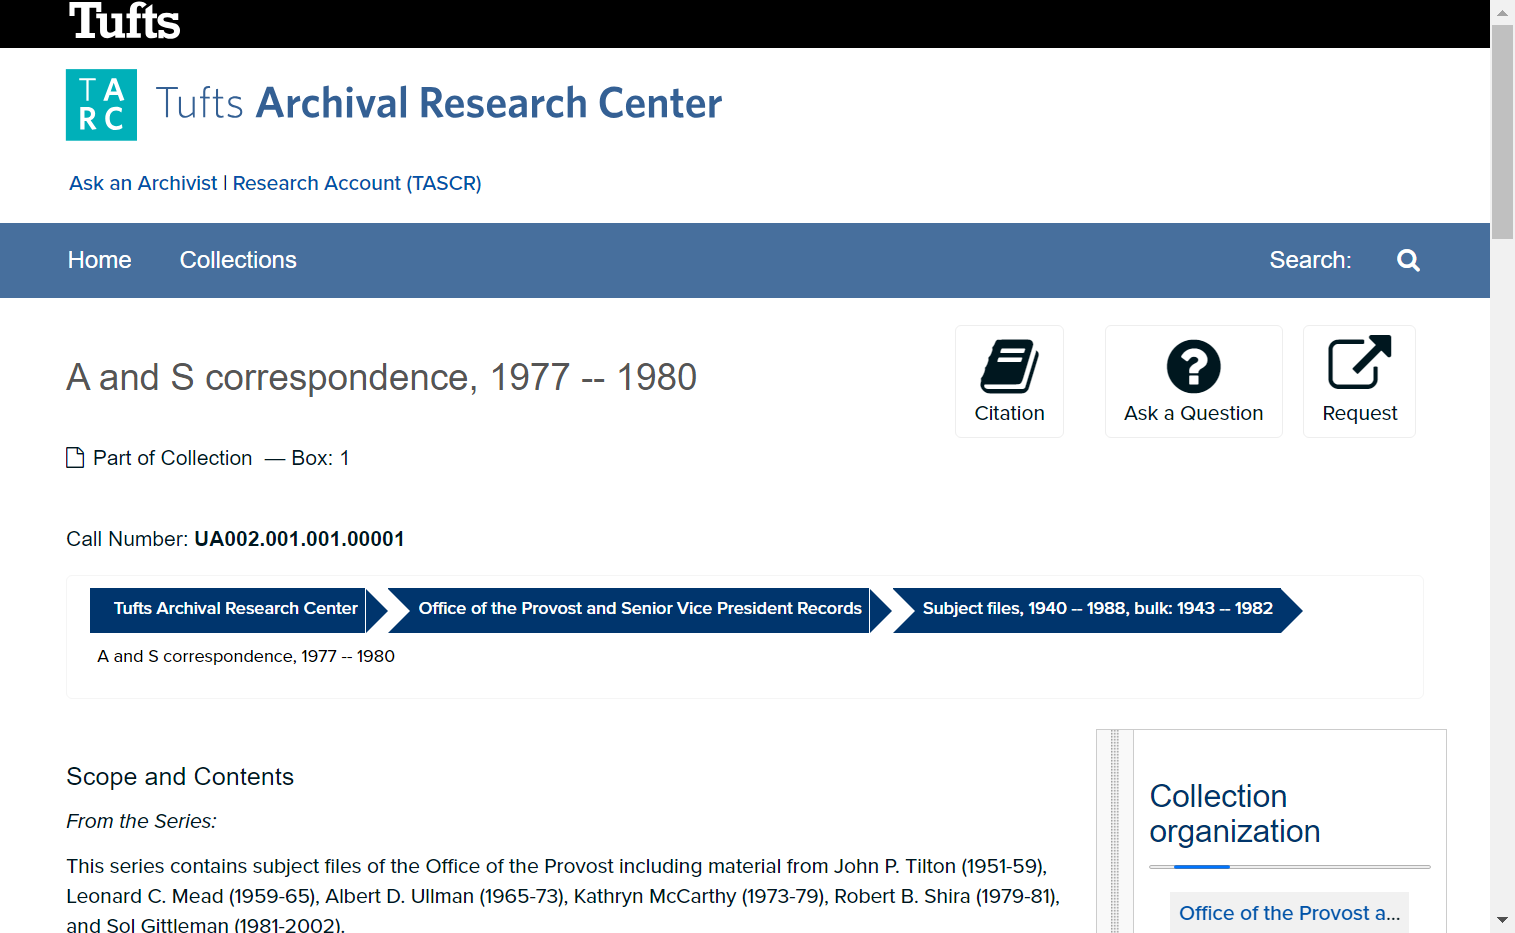 Tufts
TA
RC
Tufts Archival Research Center
Ask an Archivist | Research Account (TASCR)
Home Collections Search:
A and S correspondence, 1977 -- 1980
Citation
Ask a Question
Request
Part of Collection — Box: 1
Call Number: UA002.001.001.00001
Tufts Archival Research Center
Office of the Provost and Senior Vice President Records
Subject files, 1940 -- 1988, bulk: 1943 -- 1982
A and S correspondence, 1977 -- 1980
Scope and Contents
From the Series:
This series contains subject files of the Office of the Provost including material from John P. Tilton (1951-59),
Leonard C. Mead (1959-65), Albert D. Ullman (1965-73), Kathryn McCarthy (1973-79), Robert B. Shira (1979-81),
and Sol Gittleman (1981-2002).
Collection
organization
Office of the Provost a...